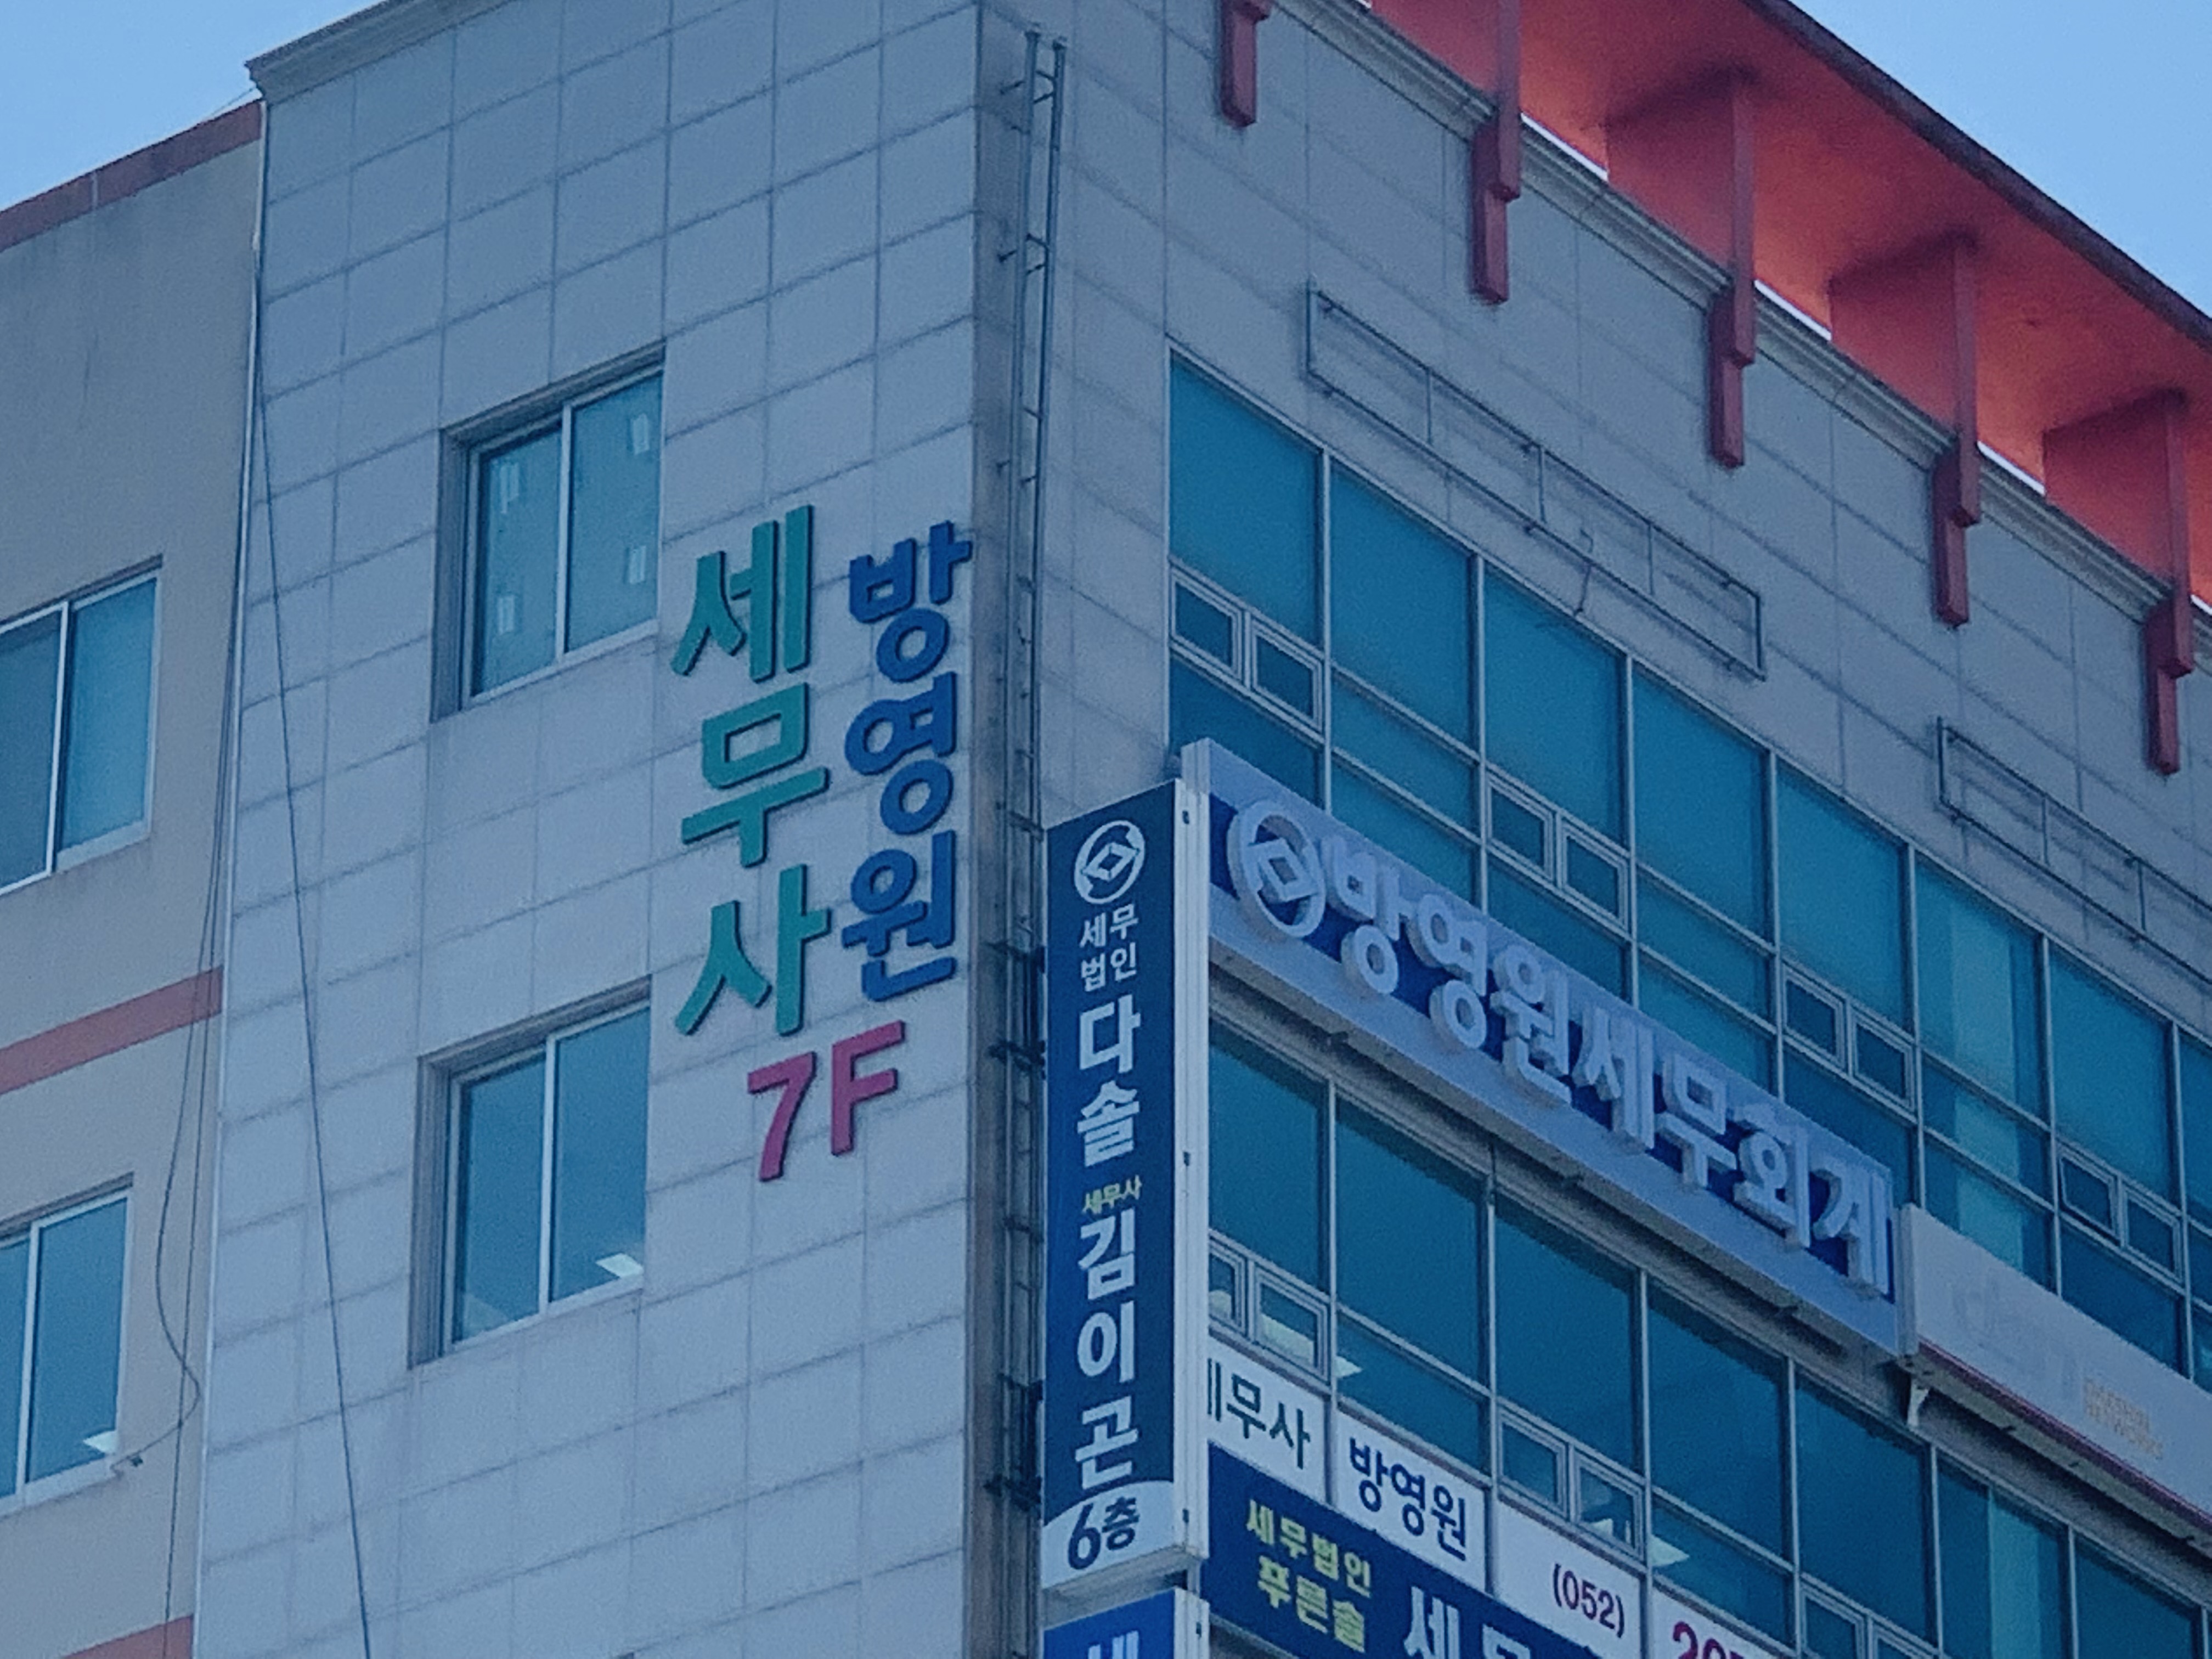 방영원
세무사
7F
세무
법인
다솔
세무사
김이곤
6층
방영원세무회계
세무사
방영원
(052)
세무법인
푸른솔